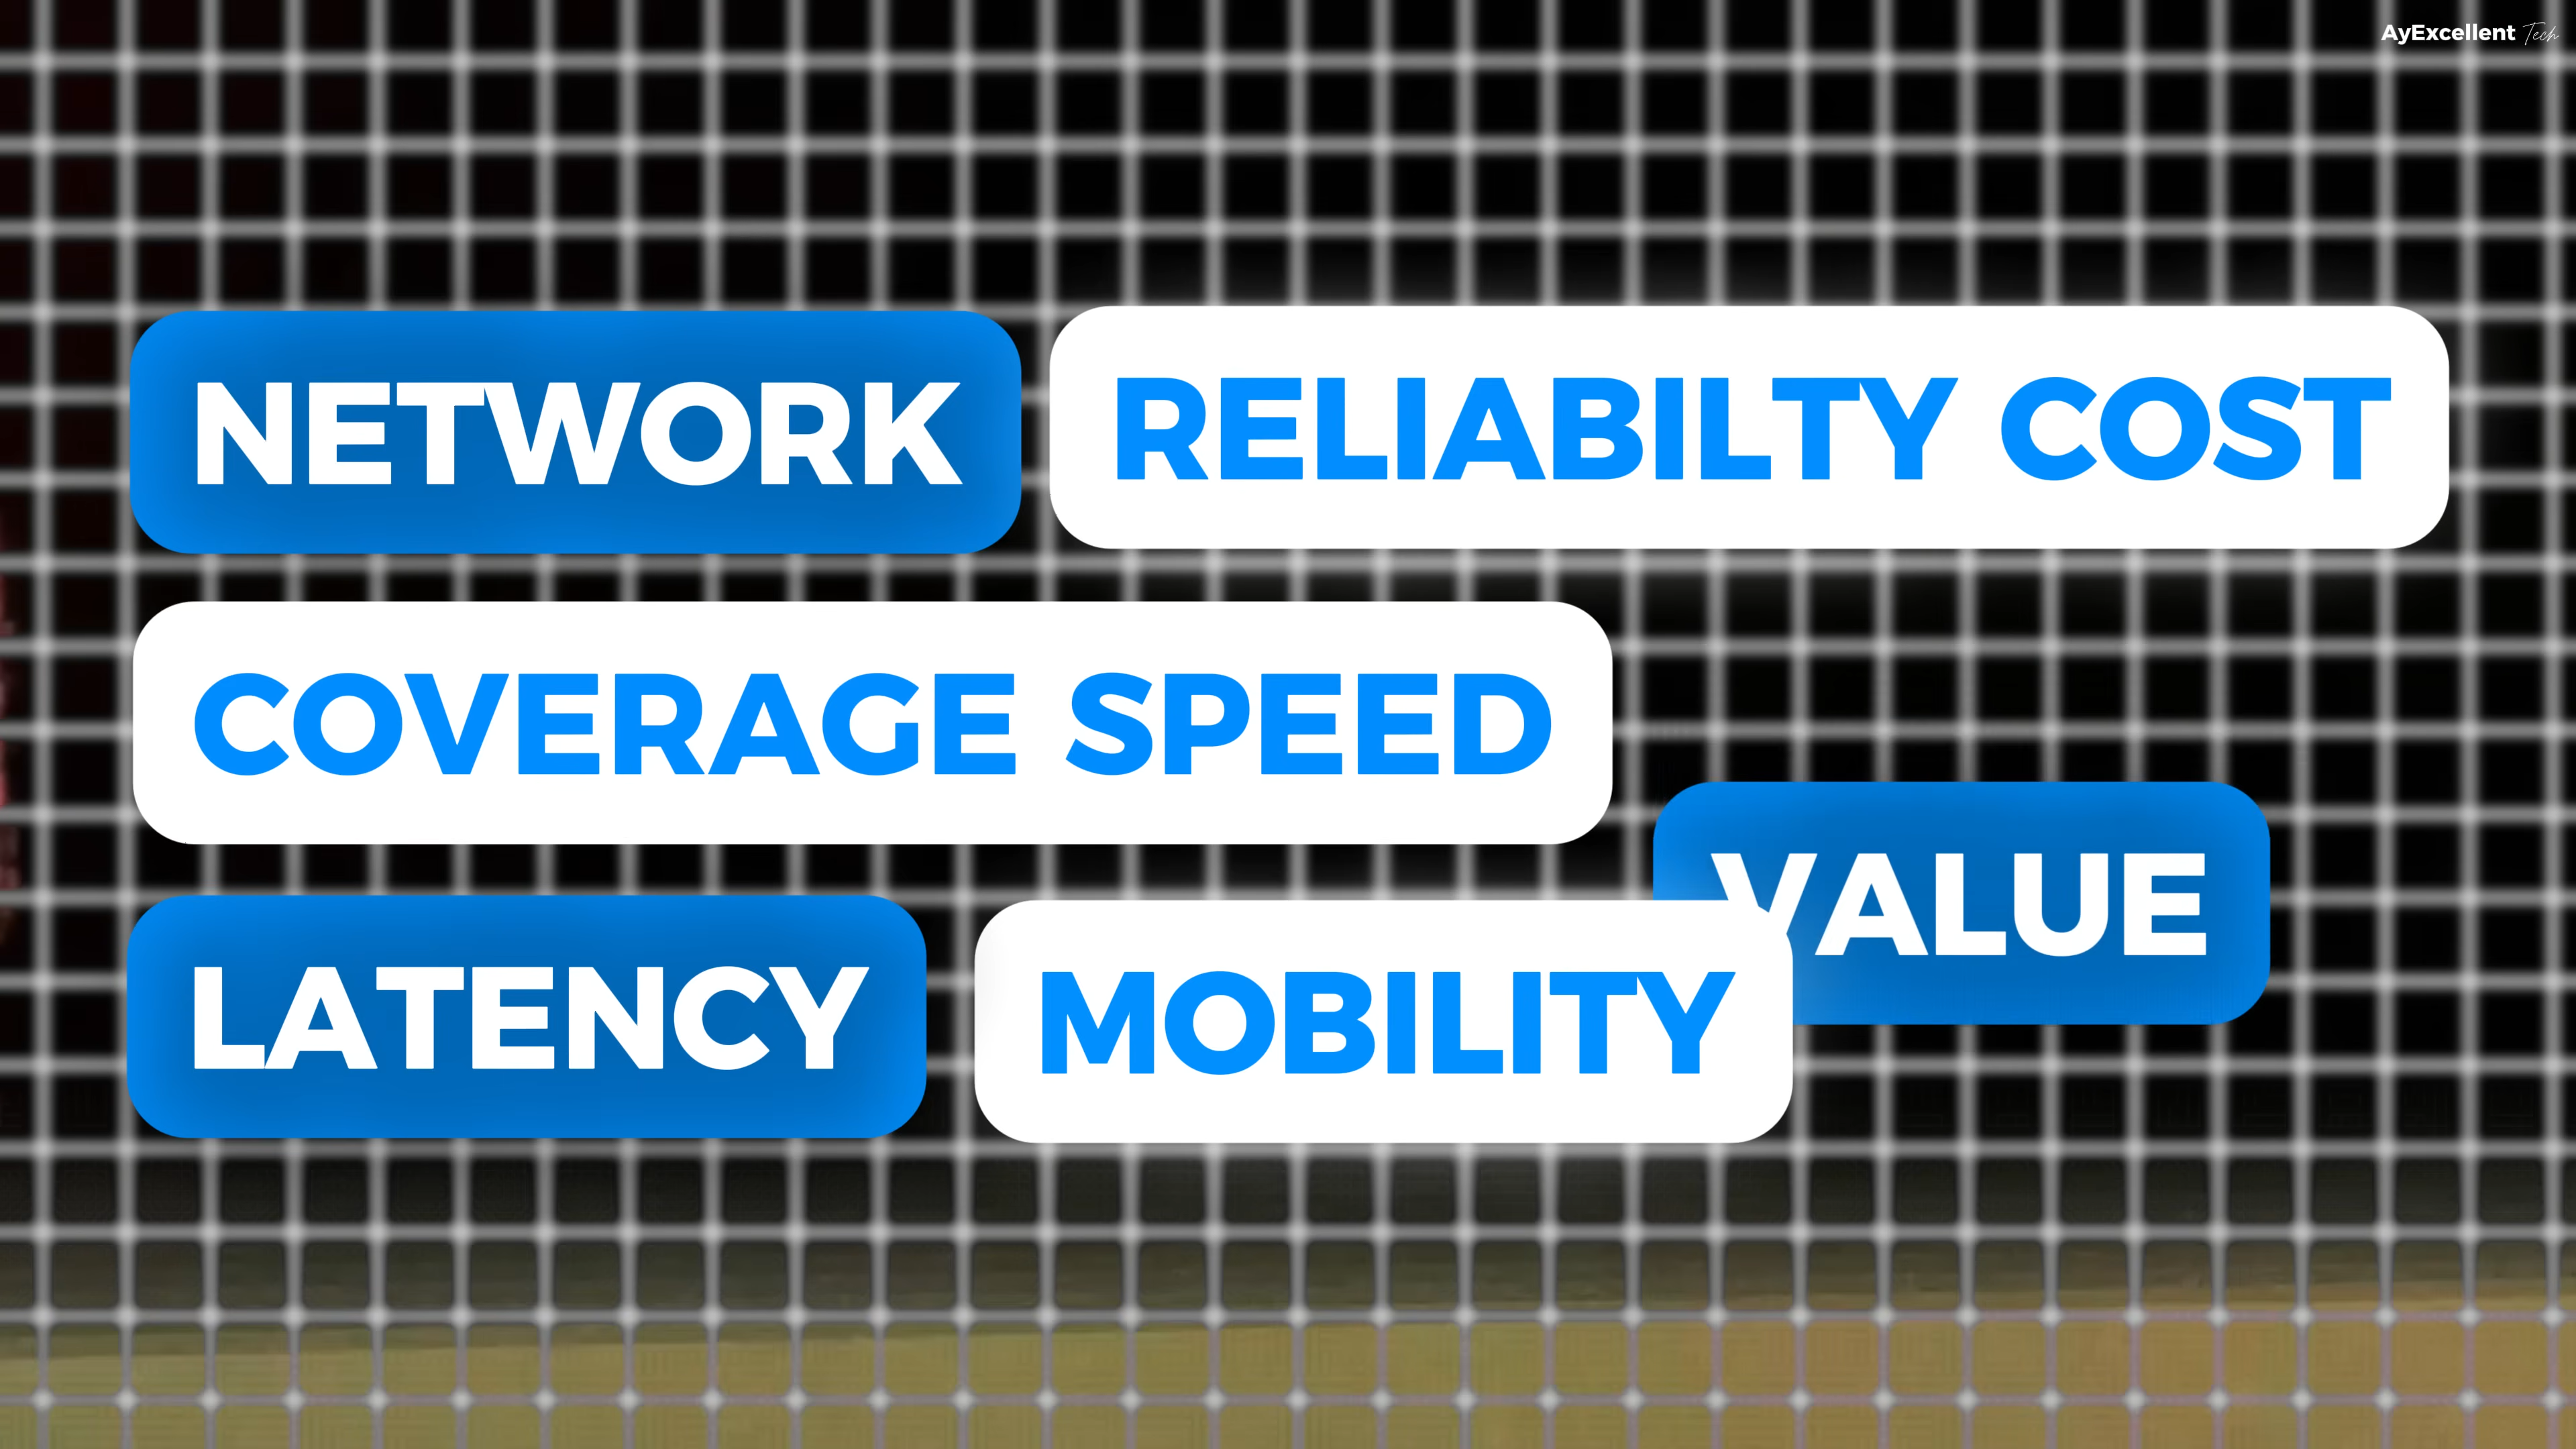 AyExcellent Tech
NETWORK
RELIABILTY COST
COVERAGE SPEED
VALUE
LATENCY
MOBILITY